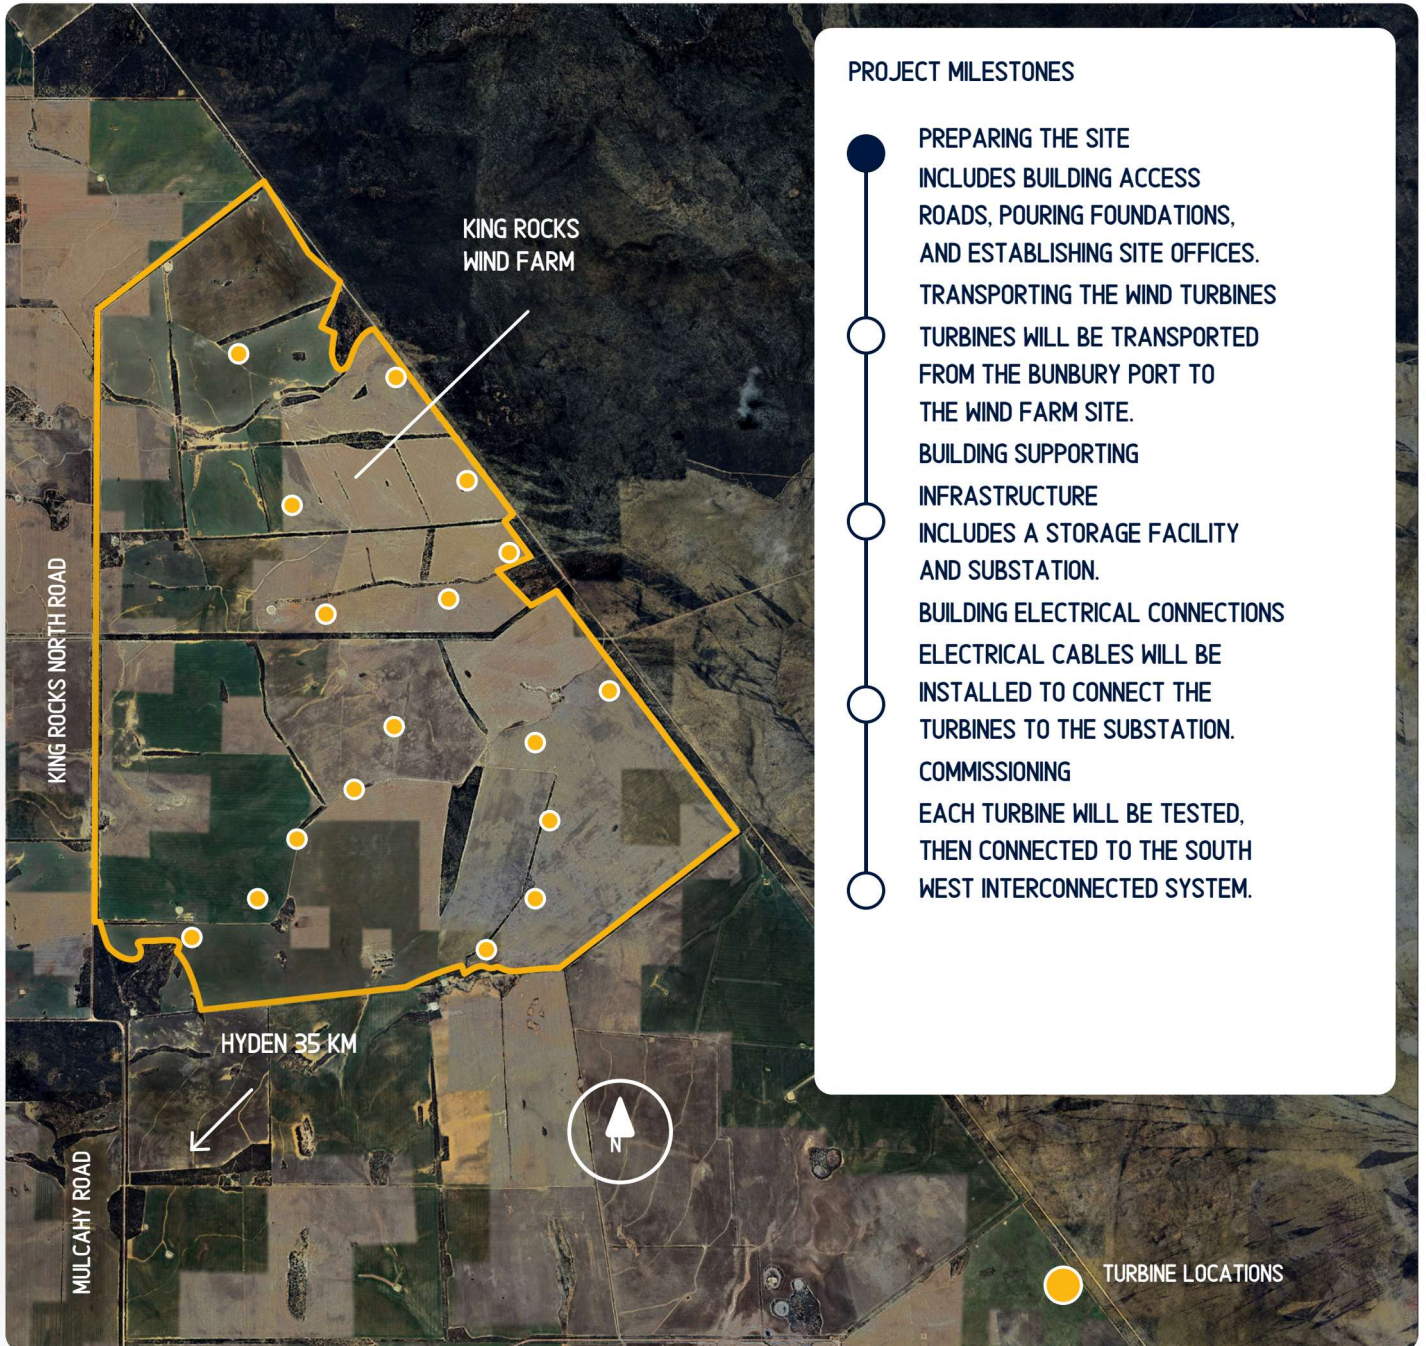 PROJECT MILESTONES
PREPARING THE SITE
INCLUDES BUILDING ACCESS
ROADS, POURING FOUNDATIONS,
AND ESTABLISHING SITE OFFICES.
TRANSPORTING THE WIND TURBINES
TURBINES WILL BE TRANSPORTED
FROM THE BUNBURY PORT TO
THE WIND FARM SITE.
BUILDING SUPPORTING
INFRASTRUCTURE
INCLUDES A STORAGE FACILITY
AND SUBSTATION.
BUILDING ELECTRICAL CONNECTIONS
ELECTRICAL CABLES WILL BE
INSTALLED TO CONNECT THE
TURBINES TO THE SUBSTATION.
COMMISSIONING
EACH TURBINE WILL BE TESTED,
THEN CONNECTED TO THE SOUTH
WEST INTERCONNECTED SYSTEM.
KING ROCKS
WIND FARM
KING ROCKS NORTH ROAD
HYDEN 35 KM
N
MULCAHY ROAD
TURBINE LOCATIONS